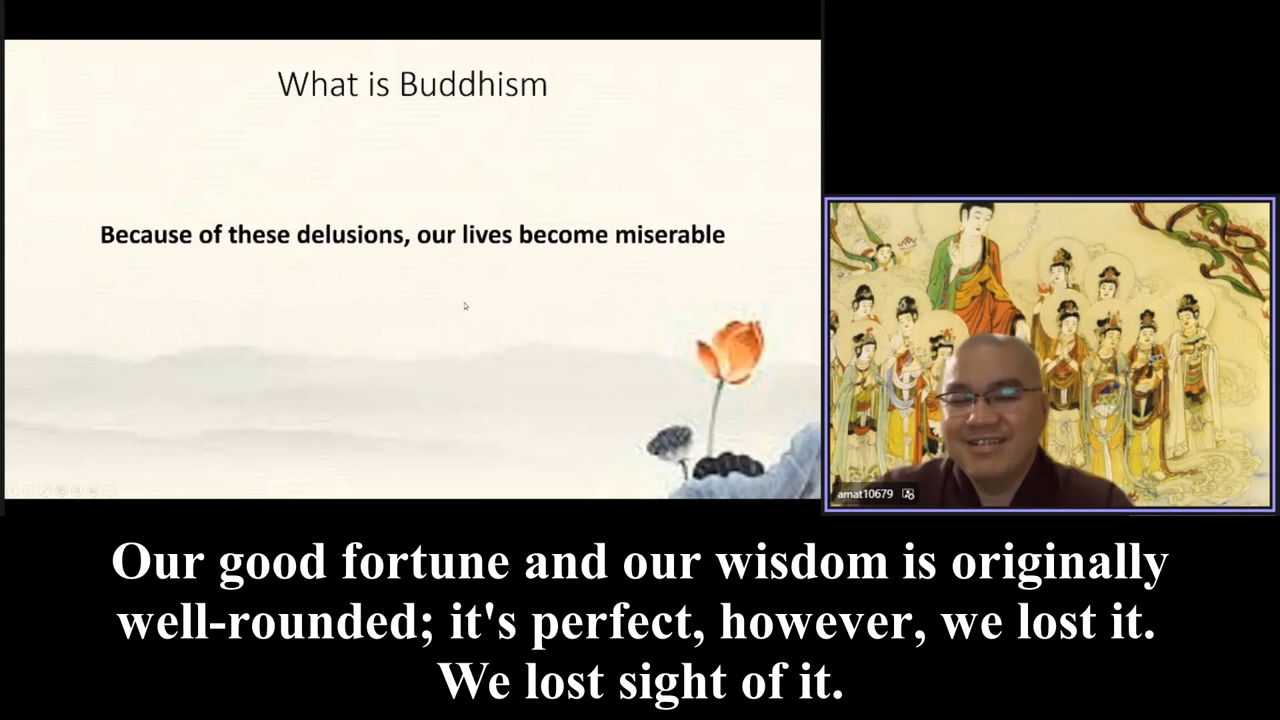 What is Buddhism
Because of these delusions, our lives become miserable
amat10679
Our good fortune and our wisdom is originally
well-rounded; it's perfect, however, we lost it.
We lost sight of it.